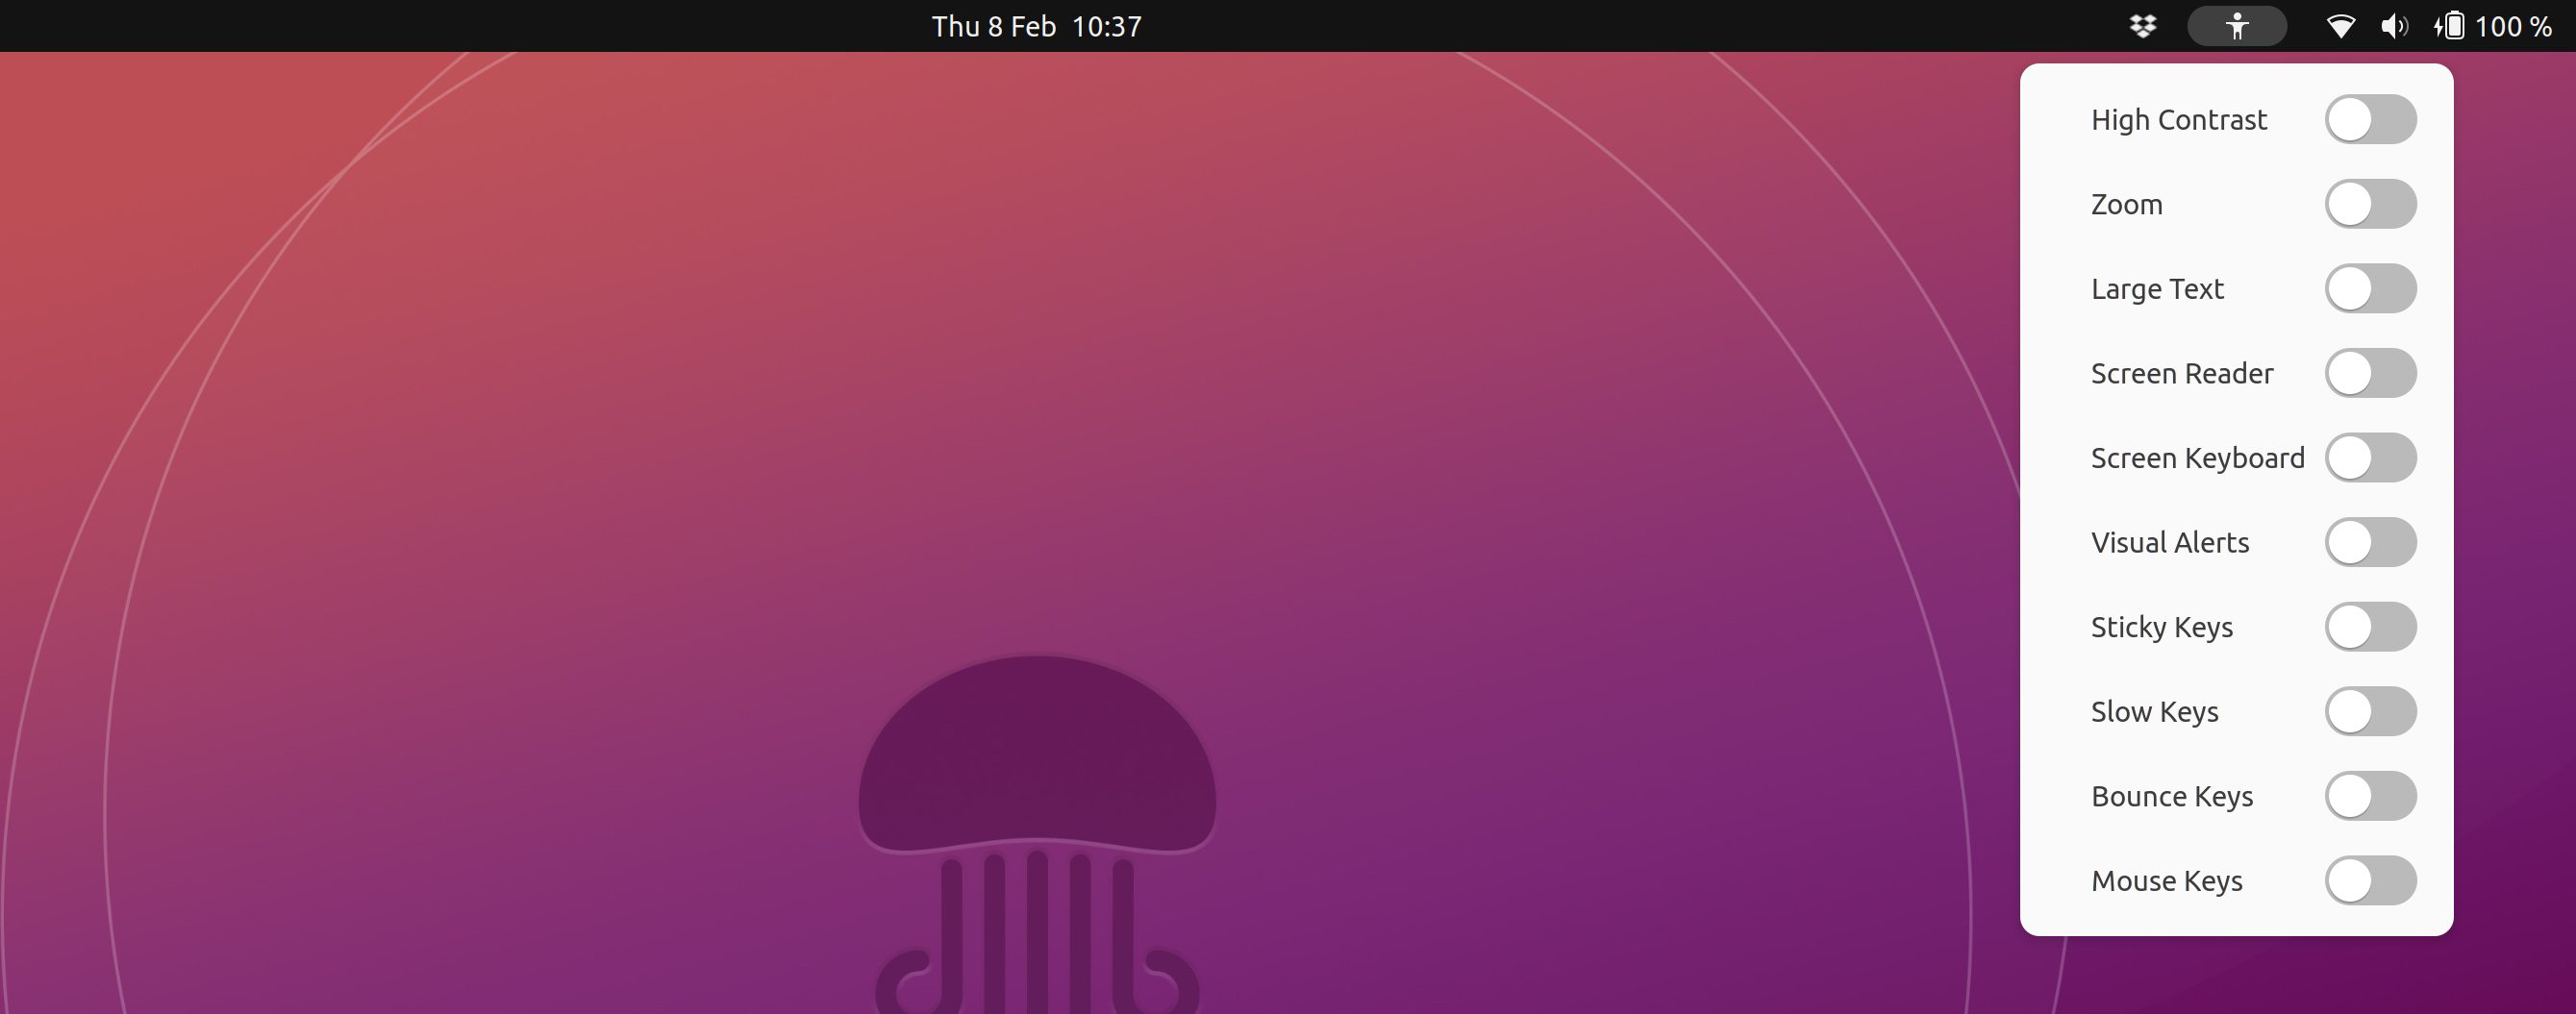 Thu 8 Feb 10:37
100 %
High Contrast
Zoom
Large Text
Screen Reader
Screen Keyboard
Visual Alerts
Sticky Keys
Slow Keys
Bounce Keys
Mouse Keys